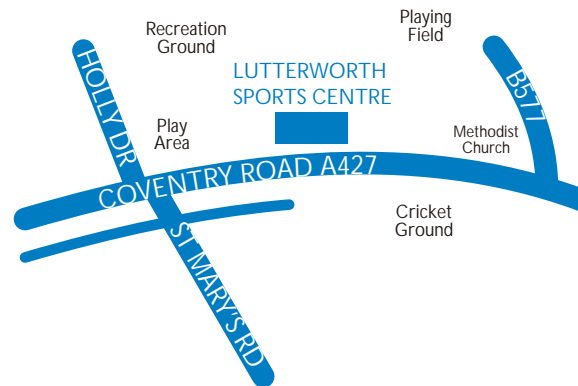 Recreation
Ground
Playing
Field
LUTTERWORTH
SPORTS CENTRE
HOLLY DR
B577
Play
Area
Methodist
Church
COVENTRY ROAD A427
Cricket
Ground
ST MARY'S RD